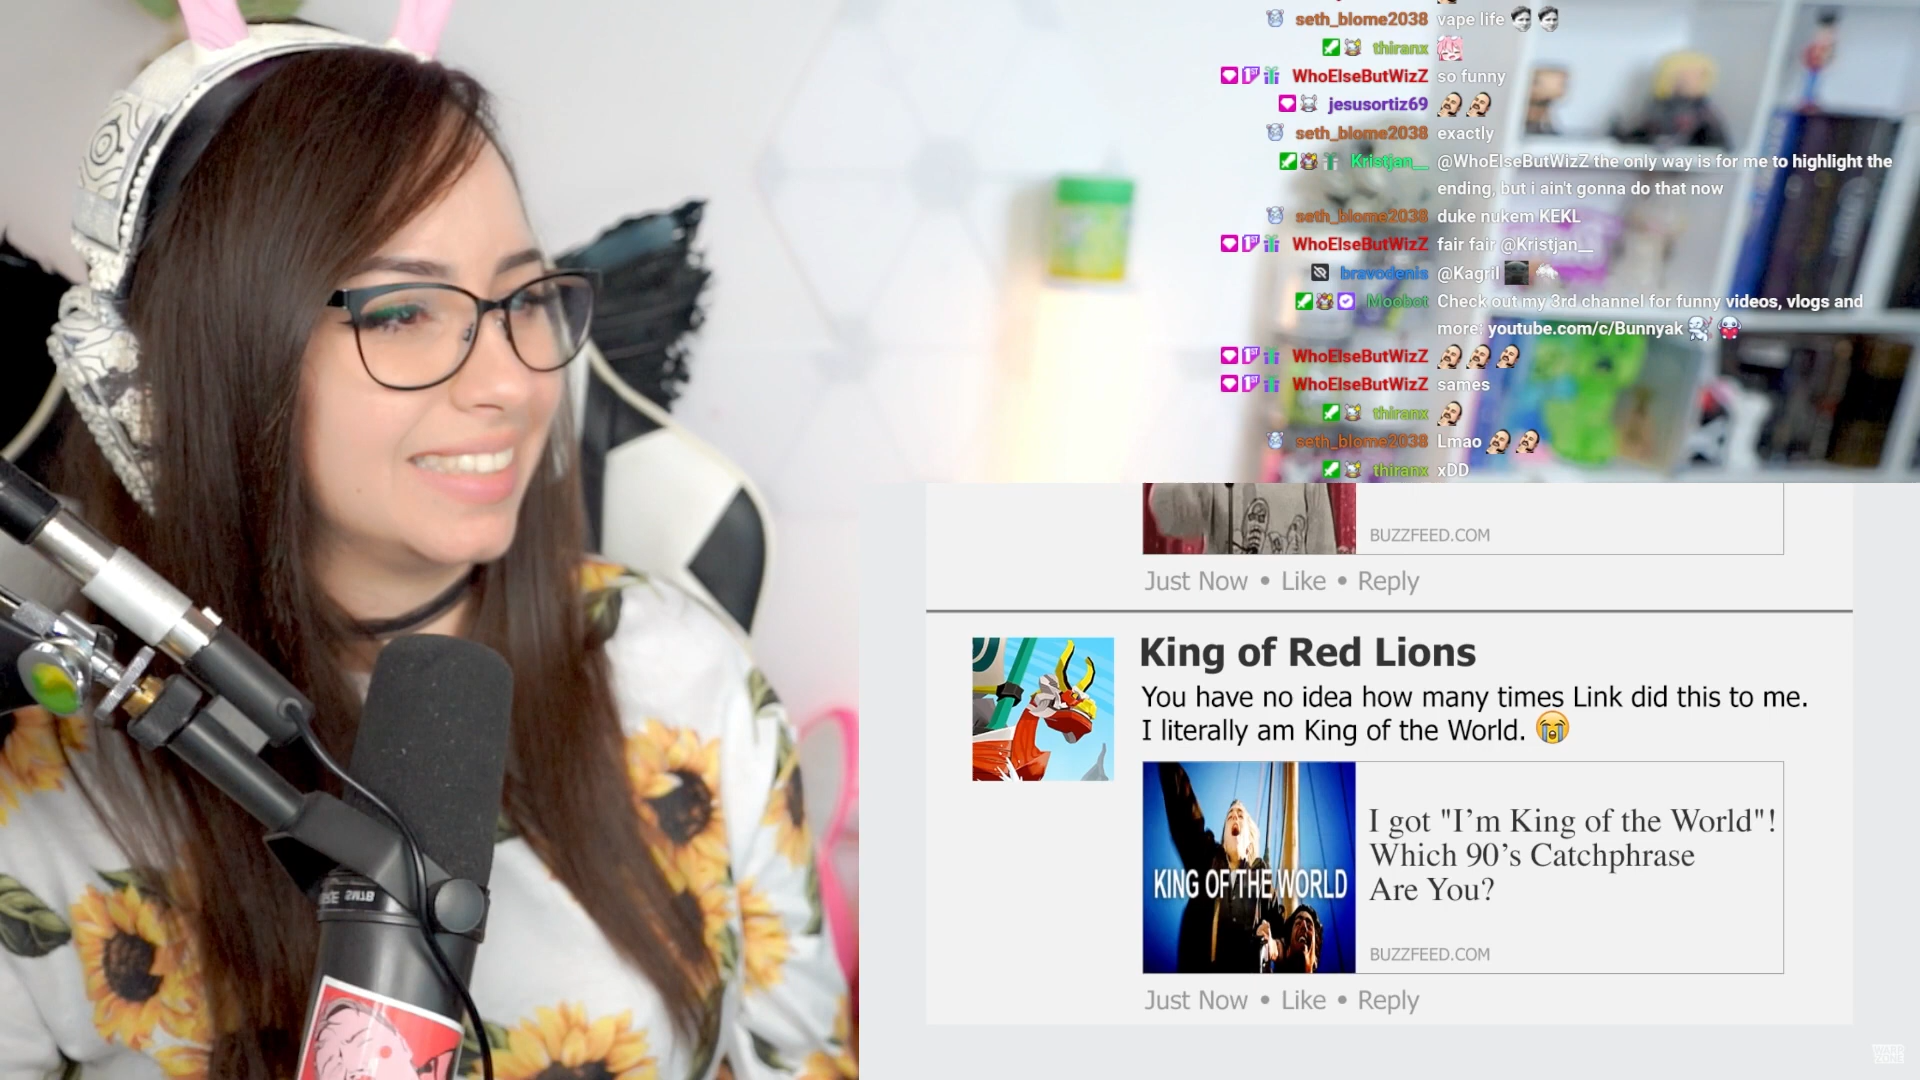 seth_blome2038 vape life
thiranx
WhoElseButWizZ so funny
jesusortiz69
seth_blome2038 exactly
Kristjan__ @WhoElseButWizZ the only way is for me to highlight the
ending, but i ain't gonna do that now
seth_blome2038 duke nukem KEKL
WhoElseButWizZ fair fair @Kristjan__
bravodenis @Kagril
Moobot Check out my 3rd channel for funny videos, vlogs and
more: youtube.com/c/Bunnyak
WhoElseButWizZ
WhoElseButWizZ sames
thiranx
seth_blome2038 Lmao
thiranx xDD
BUZZFEED.COM
Just Now • Like • Reply
King of Red Lions
You have no idea how many times Link did this to me.
I literally am King of the World. 😭
KING OF THE WORLD
I got "I'm King of the World"!
Which 90's Catchphrase
Are You?
BUZZFEED.COM
Just Now • Like • Reply
SM7B